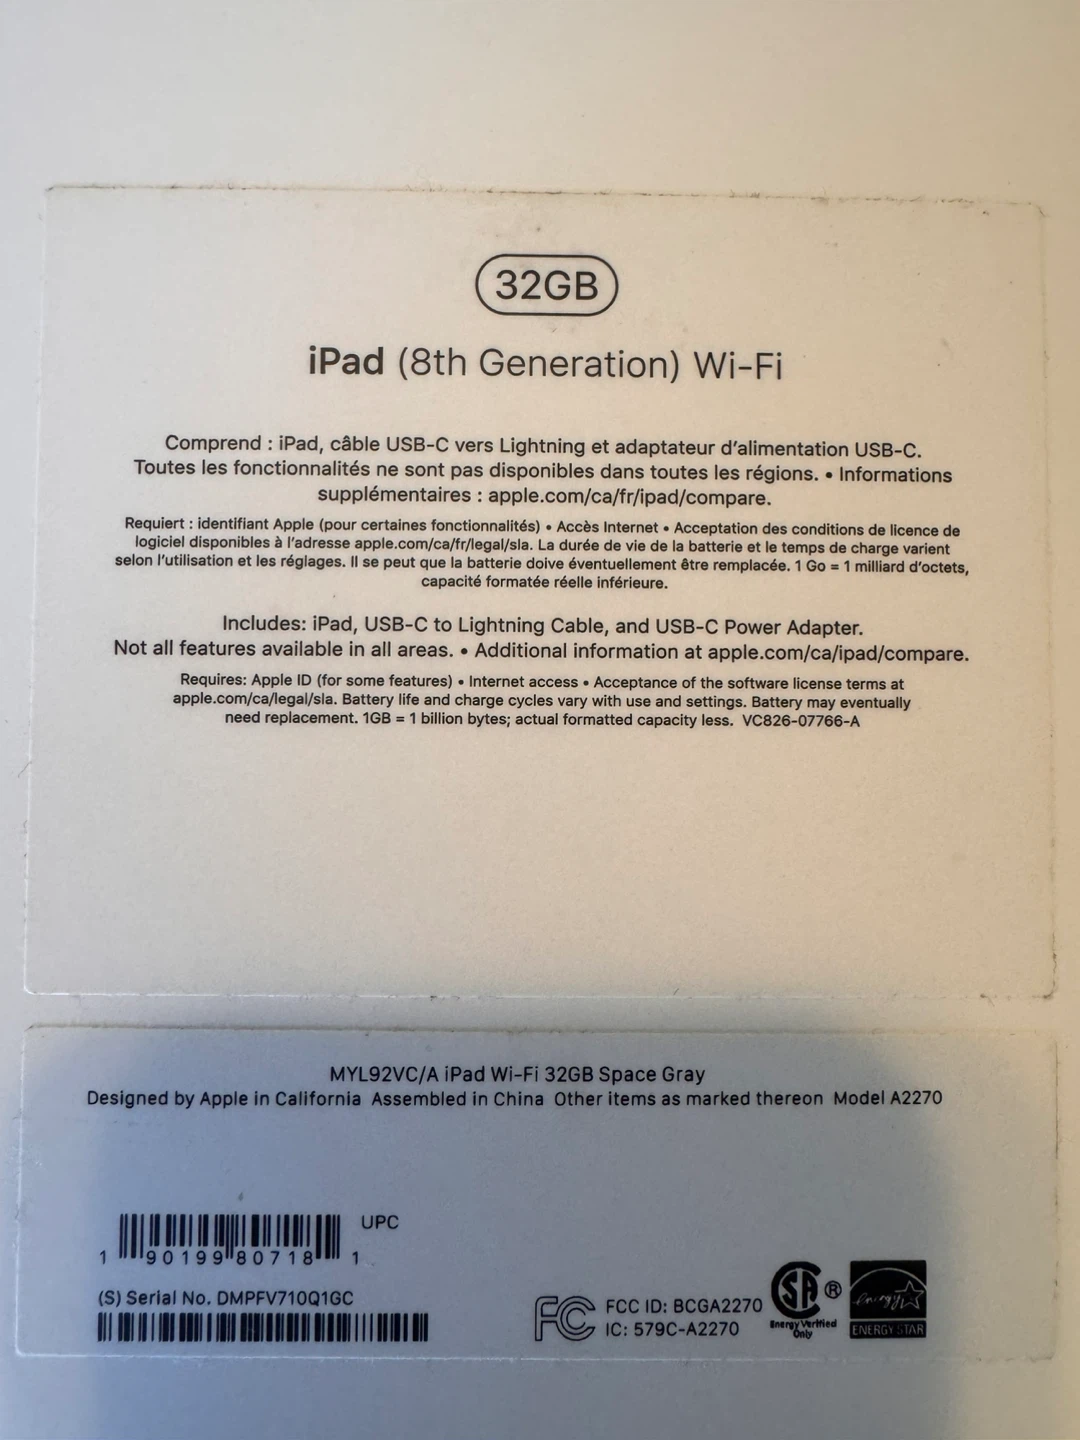 32GB
iPad (8th Generation) Wi-Fi
Comprend : iPad, câble USB-C vers Lightning et adaptateur d'alimentation USB-C.
Toutes les fonctionnalités ne sont pas disponibles dans toutes les régions. • Informations
supplémentaires : apple.com/ca/fr/ipad/compare.
Requiert : identifiant Apple (pour certaines fonctionnalités) • Accès Internet • Acceptation des conditions de licence de
logiciel disponibles à l'adresse apple.com/ca/fr/legal/sla. La durée de vie de la batterie et le temps de charge varient
selon l'utilisation et les réglages. Il se peut que la batterie doive éventuellement être remplacée. 1 Go = 1 milliard d'octets,
capacité formatée réelle inférieure.
Includes: iPad, USB-C to Lightning Cable, and USB-C Power Adapter.
Not all features available in all areas. • Additional information at apple.com/ca/ipad/compare.
Requires: Apple ID (for some features) • Internet access • Acceptance of the software license terms at
apple.com/ca/legal/sla. Battery life and charge cycles vary with use and settings. Battery may eventually
need replacement. 1GB = 1 billion bytes; actual formatted capacity less. VC826-07766-A
MYL92VC/A iPad Wi-Fi 32GB Space Gray
Designed by Apple in California Assembled in China Other items as marked thereon Model A2270
UPC
1 90199 80718 1
(S) Serial No. DMPFV710Q1GC
FC FCC ID: BCGA2270
IC: 579C-A2270
SA ®
Energy Verified
Only
energy
ENERGY STAR